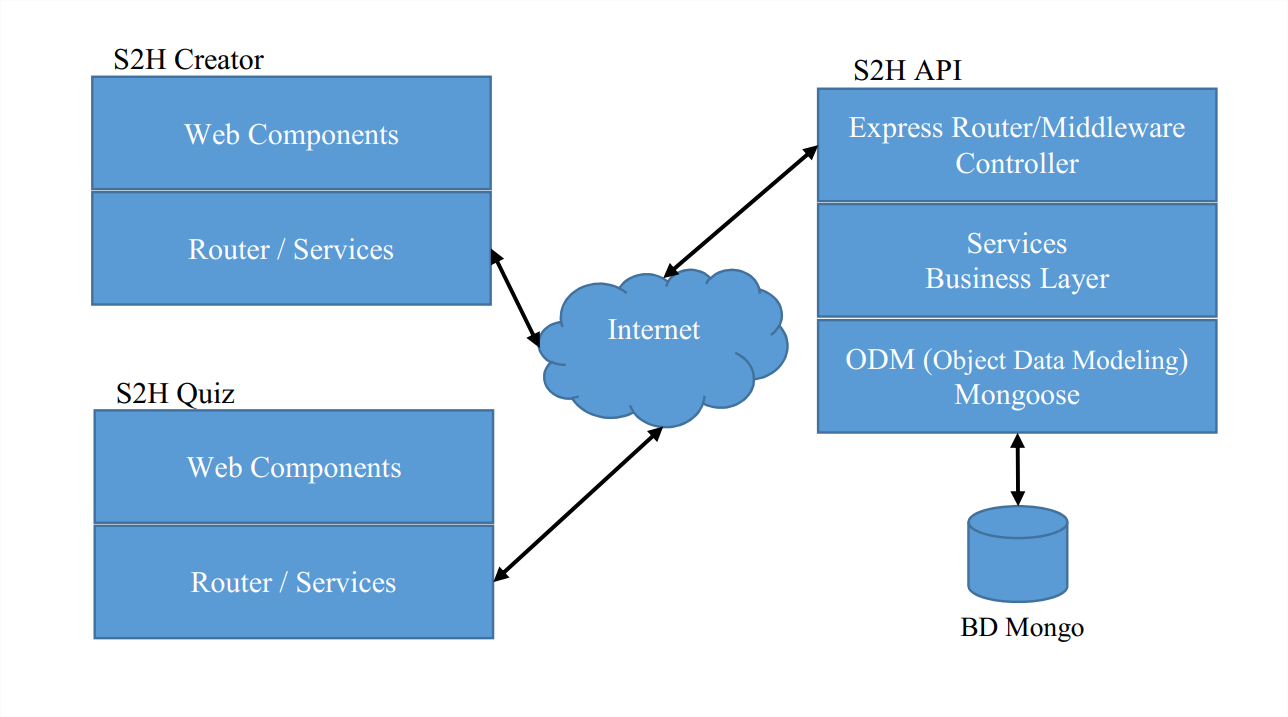 S2H Creator
Web Components
Router / Services
S2H Quiz
Web Components
Router / Services
Internet
S2H API
Express Router/Middleware
Controller
Services
Business Layer
ODM (Object Data Modeling)
Mongoose
BD Mongo